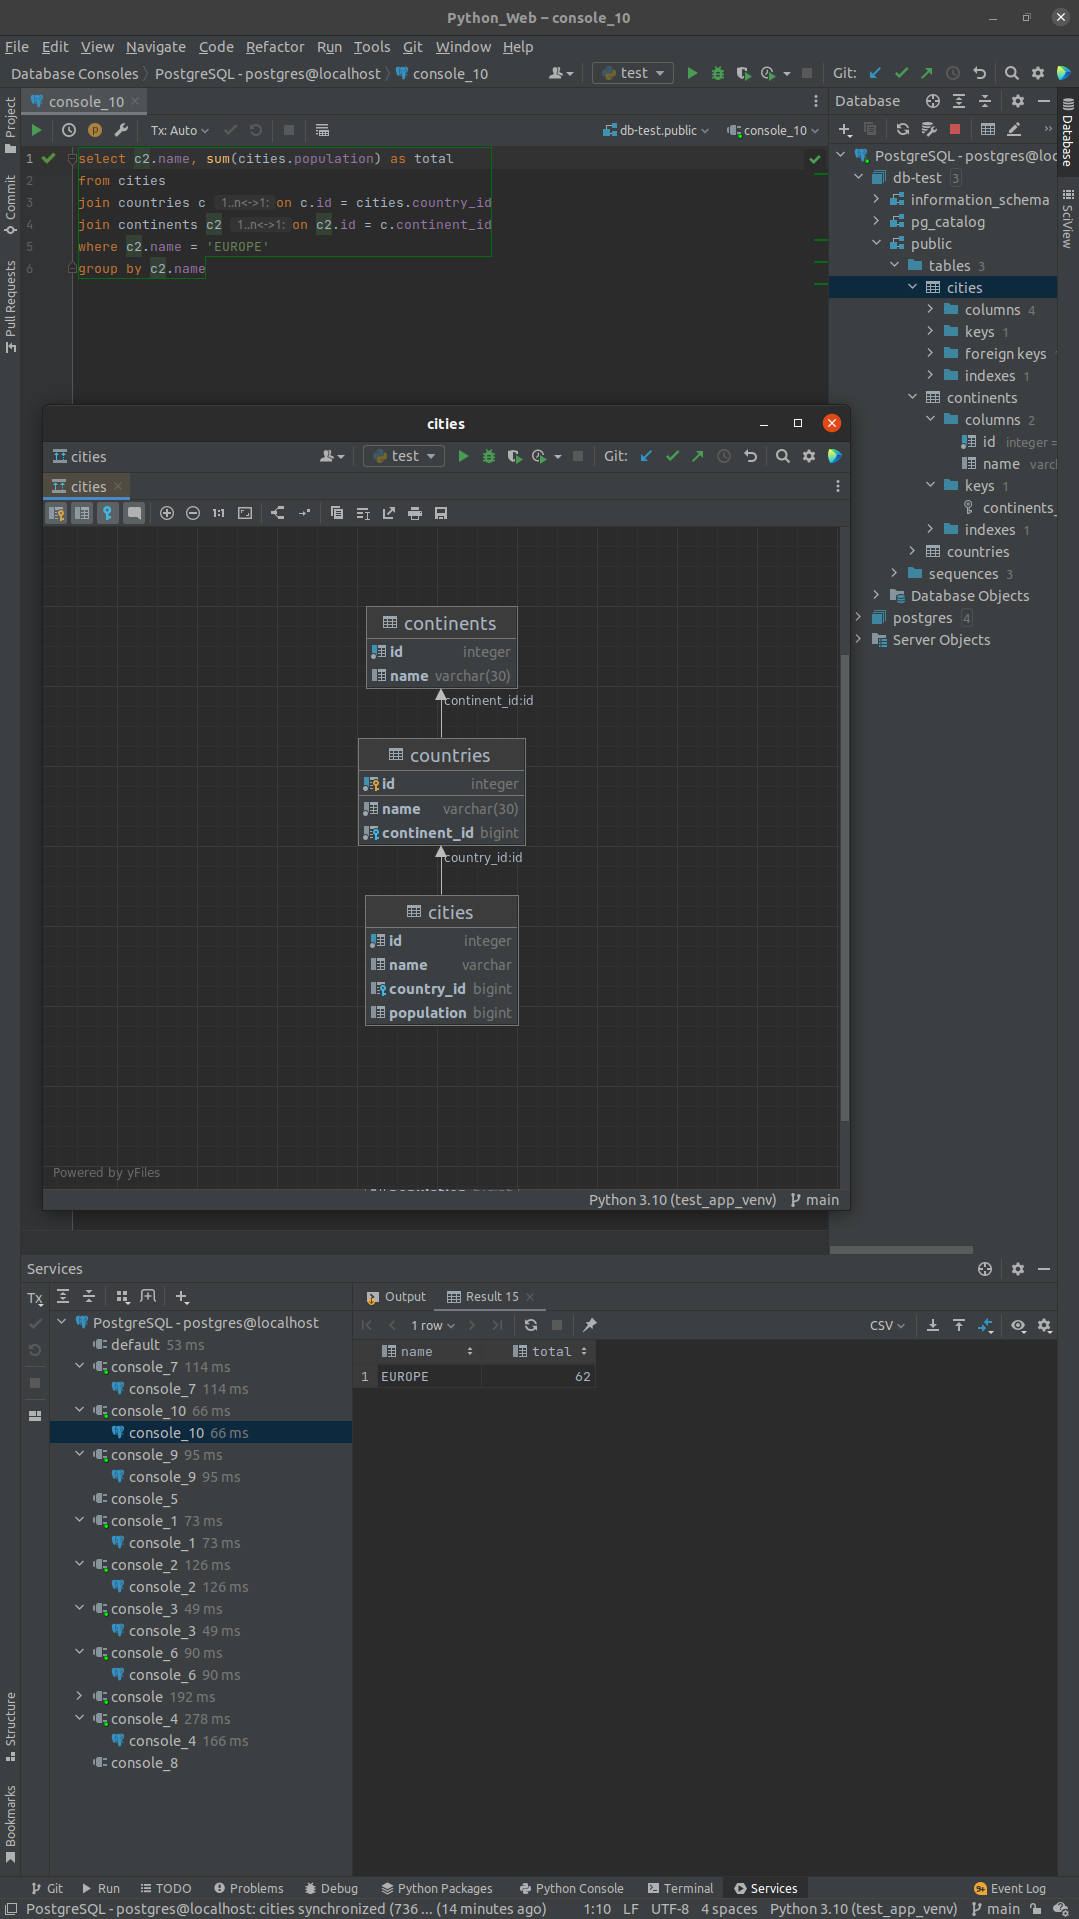 Python_Web – console_10
File Edit View Navigate Code Refactor Run Tools Git Window Help
Database Consoles PostgreSQL - postgres@localhost console_10 test Git:
Project
Commit
Pull Requests
console_10
Tx: Auto db-test.public console_10
1 select c2.name, sum(cities.population) as total
2 from cities
3 join countries c 1..n<->1: on c.id = cities.country_id
4 join continents c2 1..n<->1: on c2.id = c.continent_id
5 where c2.name = 'EUROPE'
6 group by c2.name
Database
PostgreSQL - postgres@loc
db-test 3
information_schema
pg_catalog
public
tables 3
cities
columns 4
keys 1
foreign keys
indexes 1
continents
columns 2
id integer =
name varc
keys 1
continents_
indexes 1
countries
sequences 3
Database Objects
postgres 4
Server Objects
Database
SciView
cities
cities test Git:
cities
1:1
continents
id integer
name varchar(30)
continent_id:id
countries
id integer
name varchar(30)
continent_id bigint
country_id:id
cities
id integer
name varchar
country_id bigint
population bigint
Powered by yFiles
Python 3.10 (test_app_venv) main
Services
Tx
PostgreSQL - postgres@localhost
default 53 ms
console_7 114 ms
console_7 114 ms
console_10 66 ms
console_10 66 ms
console_9 95 ms
console_9 95 ms
console_5
console_1 73 ms
console_1 73 ms
console_2 126 ms
console_2 126 ms
console_3 49 ms
console_3 49 ms
console_6 90 ms
console_6 90 ms
console 192 ms
console_4 278 ms
console_4 166 ms
console_8
Output Result 15
1 row CSV
name total
1 EUROPE 62
Structure
Bookmarks
Git Run TODO Problems Debug Python Packages Python Console Terminal Services 9+ Event Log
PostgreSQL - postgres@localhost: cities synchronized (736 ... (14 minutes ago) 1:10 LF UTF-8 4 spaces Python 3.10 (test_app_venv) main